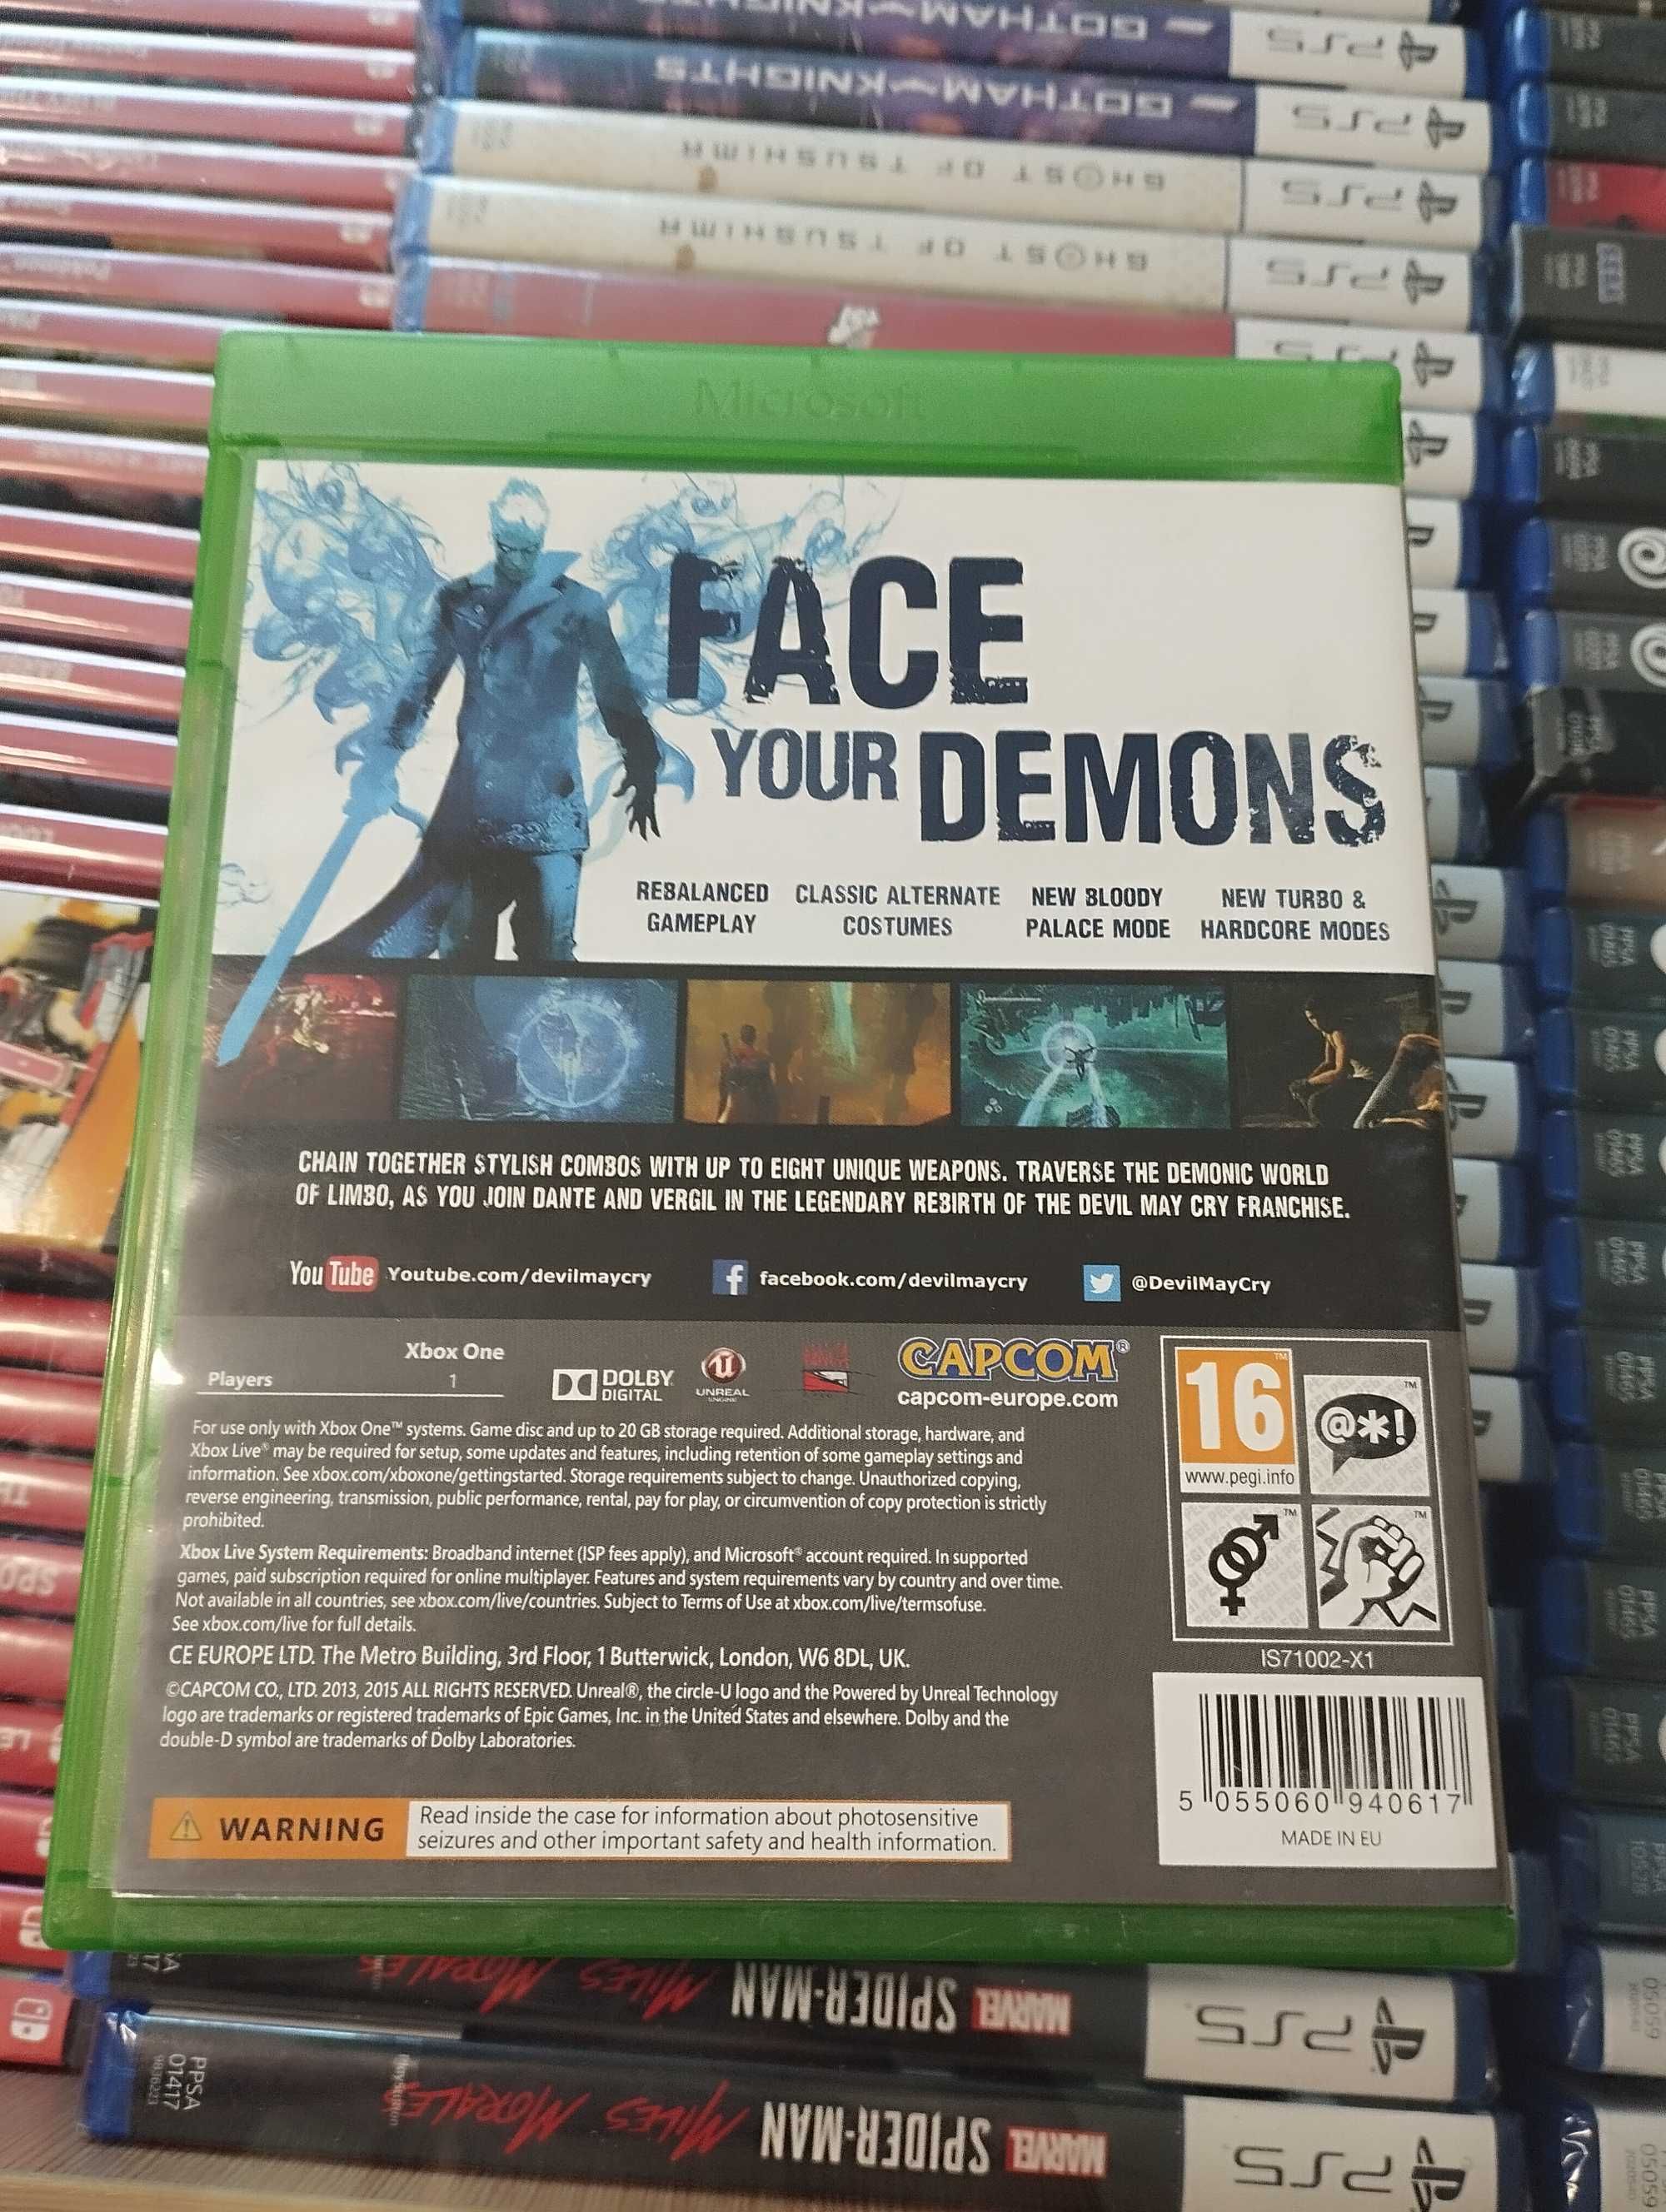 GOTHAM KNIGHTS
PS5
GOTHAM KNIGHTS
PS5
GHOST OF TSUSHIMA
PS5
GHOST OF TSUSHIMA
PS5
Microsoft
FACE
YOUR DEMONS
REBALANCED
GAMEPLAY
CLASSIC ALTERNATE
COSTUMES
NEW BLOODY
PALACE MODE
NEW TURBO &
HARDCORE MODES
CHAIN TOGETHER STYLISH COMBOS WITH UP TO EIGHT UNIQUE WEAPONS. TRAVERSE THE DEMONIC WORLD
OF LIMBO, AS YOU JOIN DANTE AND VERGIL IN THE LEGENDARY REBIRTH OF THE DEVIL MAY CRY FRANCHISE.
YouTube Youtube.com/devilmaycry
f facebook.com/devilmaycry
@DevilMayCry
Xbox One
Players 1
DOLBY
DIGITAL
UNREAL
ENGINE
CAPCOM®
capcom-europe.com
16™
www.pegi.info
@*!
For use only with Xbox One™ systems. Game disc and up to 20 GB storage required. Additional storage, hardware, and
Xbox Live® may be required for setup, some updates and features, including retention of some gameplay settings and
information. See xbox.com/xboxone/gettingstarted. Storage requirements subject to change. Unauthorized copying,
reverse engineering, transmission, public performance, rental, pay for play, or circumvention of copy protection is strictly
prohibited.
Xbox Live System Requirements: Broadband internet (ISP fees apply), and Microsoft® account required. In supported
games, paid subscription required for online multiplayer. Features and system requirements vary by country and over time.
Not available in all countries, see xbox.com/live/countries. Subject to Terms of Use at xbox.com/live/termsofuse.
See xbox.com/live for full details.
CE EUROPE LTD. The Metro Building, 3rd Floor, 1 Butterwick, London, W6 8DL, UK.
©CAPCOM CO., LTD. 2013, 2015 ALL RIGHTS RESERVED. Unreal®, the circle-U logo and the Powered by Unreal Technology
logo are trademarks or registered trademarks of Epic Games, Inc. in the United States and elsewhere. Dolby and the
double-D symbol are trademarks of Dolby Laboratories.
IS71002-X1
5 055060 940617
MADE IN EU
WARNING
Read inside the case for information about photosensitive
seizures and other important safety and health information.
MARVEL SPIDER-MAN MILES MORALES
PS5
MARVEL SPIDER-MAN MILES MORALES
PS5
PPSA
01417